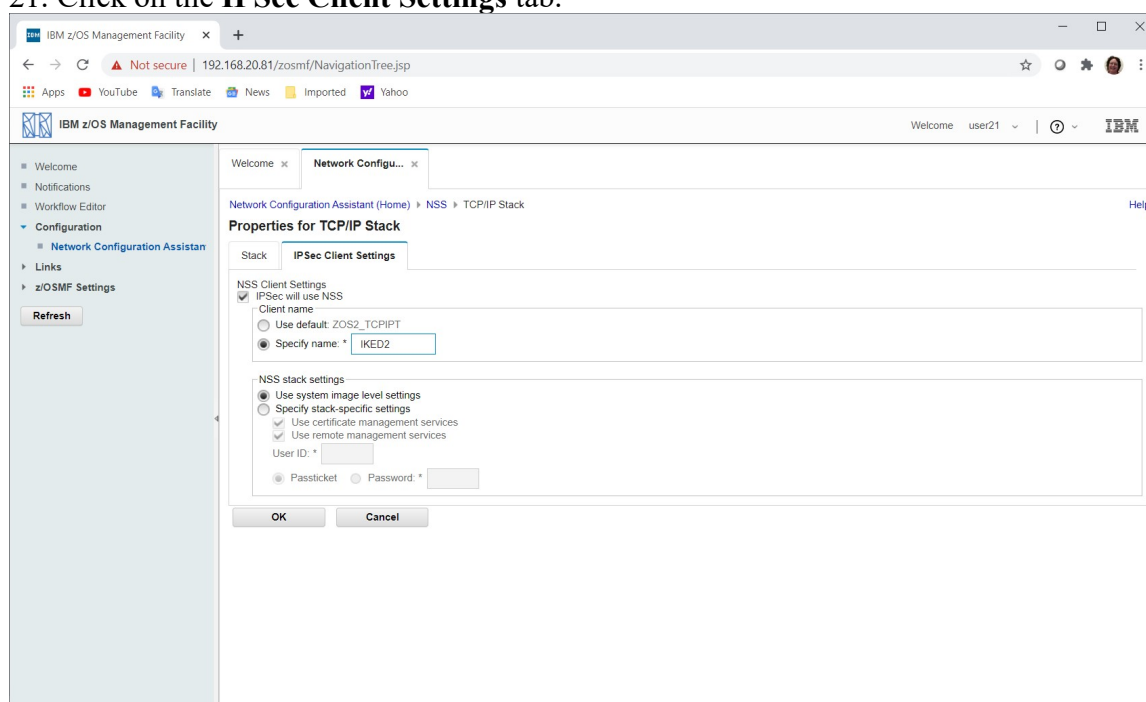 21. Click on the IPSec Client Settings tab.
IBM IBM z/OS Management Facility
Not secure | 192.168.20.81/zosmf/NavigationTree.jsp
Apps YouTube Translate News Imported Yahoo
IBM z/OS Management Facility Welcome user21 IBM
Welcome
Notifications
Workflow Editor
Configuration
Network Configuration Assistan
Links
z/OSMF Settings
Refresh
Welcome Network Configu...
Network Configuration Assistant (Home) NSS TCP/IP Stack Help
Properties for TCP/IP Stack
Stack IPSec Client Settings
NSS Client Settings
IPSec will use NSS
Client name
Use default: ZOS2_TCPIPT
Specify name: * IKED2
NSS stack settings
Use system image level settings
Specify stack-specific settings
Use certificate management services
Use remote management services
User ID: *
Passticket Password: *
OK Cancel